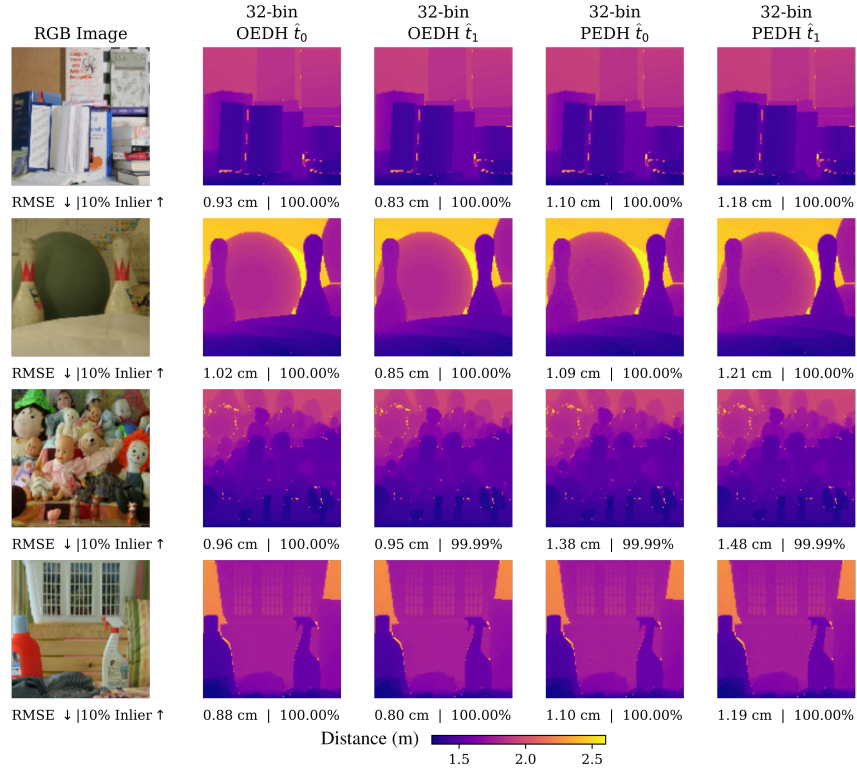 RGB Image
32-bin
OEDH t̂₀
32-bin
OEDH t̂₁
32-bin
PEDH t̂₀
32-bin
PEDH t̂₁
RMSE ↓|10% Inlier↑ 0.93 cm | 100.00% 0.83 cm | 100.00% 1.10 cm | 100.00% 1.18 cm | 100.00%
RMSE ↓|10% Inlier↑ 1.02 cm | 100.00% 0.85 cm | 100.00% 1.09 cm | 100.00% 1.21 cm | 100.00%
RMSE ↓|10% Inlier↑ 0.96 cm | 100.00% 0.95 cm | 99.99% 1.38 cm | 99.99% 1.48 cm | 99.99%
RMSE ↓|10% Inlier↑ 0.88 cm | 100.00% 0.80 cm | 100.00% 1.10 cm | 100.00% 1.19 cm | 100.00%
Distance (m)
1.5 2.0 2.5